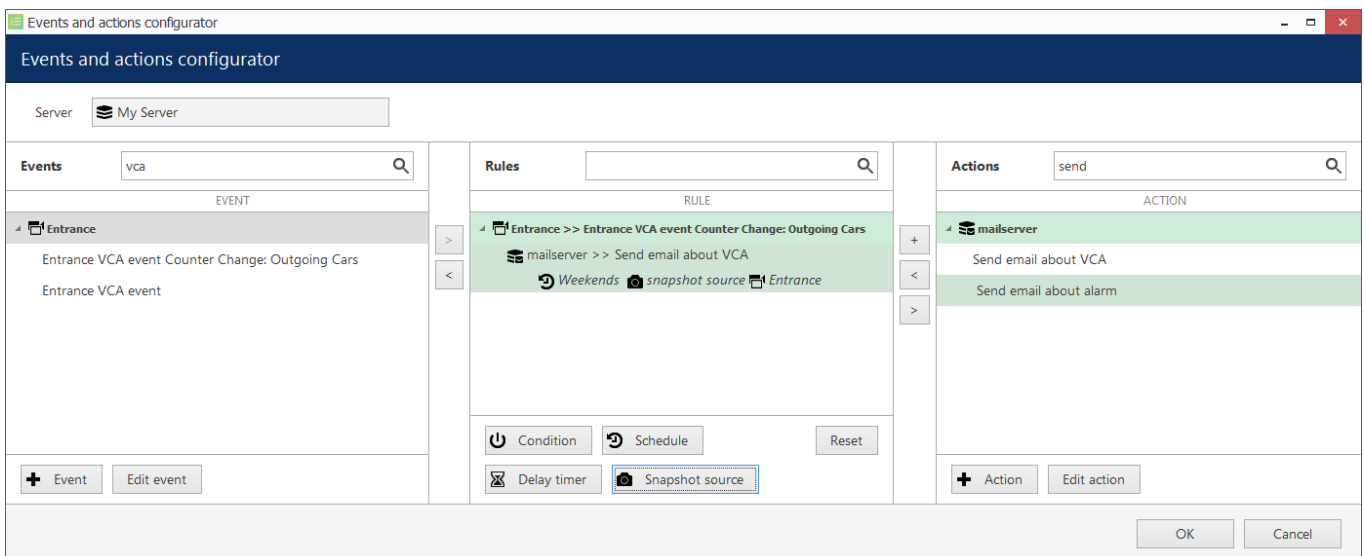 Events and actions configurator
Events and actions configurator
Server My Server
Events vca
EVENT
Entrance
Entrance VCA event Counter Change: Outgoing Cars
Entrance VCA event
+ Event Edit event
>
<
Rules
RULE
Entrance >> Entrance VCA event Counter Change: Outgoing Cars
mailserver >> Send email about VCA
Weekends snapshot source Entrance
Condition Schedule Reset
Delay timer Snapshot source
+
<
>
Actions send
ACTION
mailserver
Send email about VCA
Send email about alarm
+ Action Edit action
OK Cancel